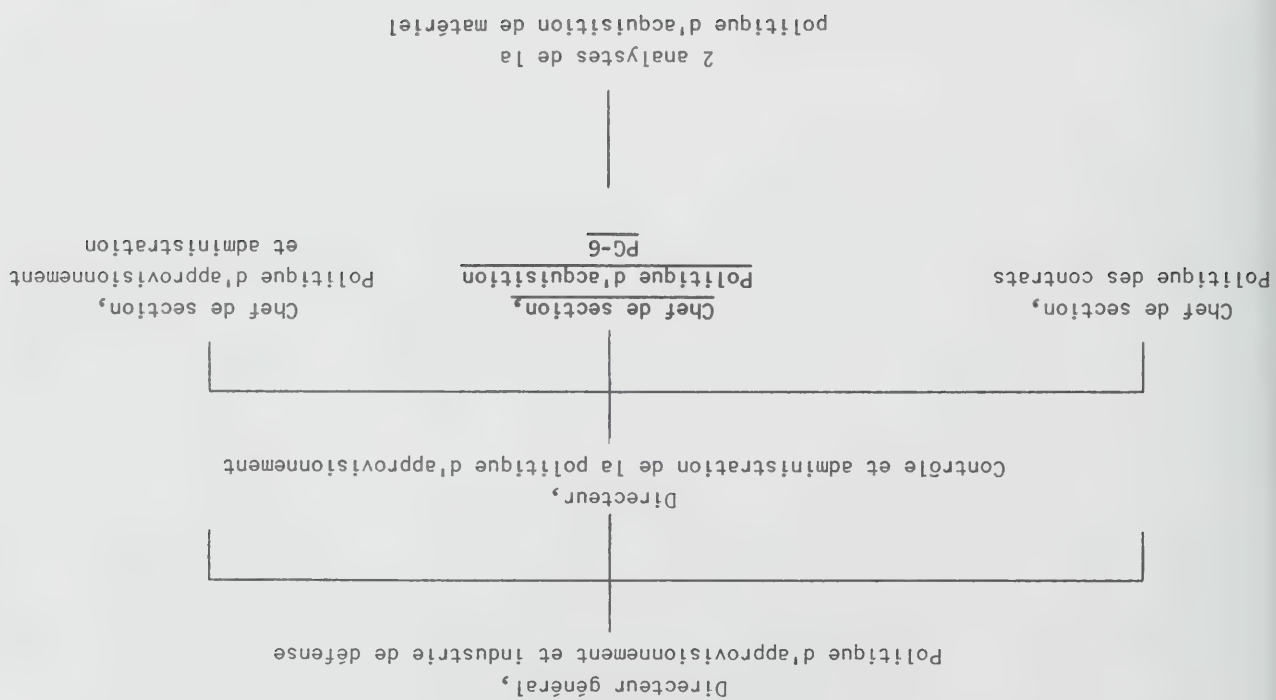 Directeur général,
Politique d'approvisionnement et industrie de défense
Directeur,
Contrôle et administration de la politique d'approvisionnement
Chef de section,
Politique des contrats
Chef de section,
Politique d'acquisition
PG-6
Chef de section,
Politique d'approvisionnement
et administration
2 analystes de la
politique d'acquisition de matériel